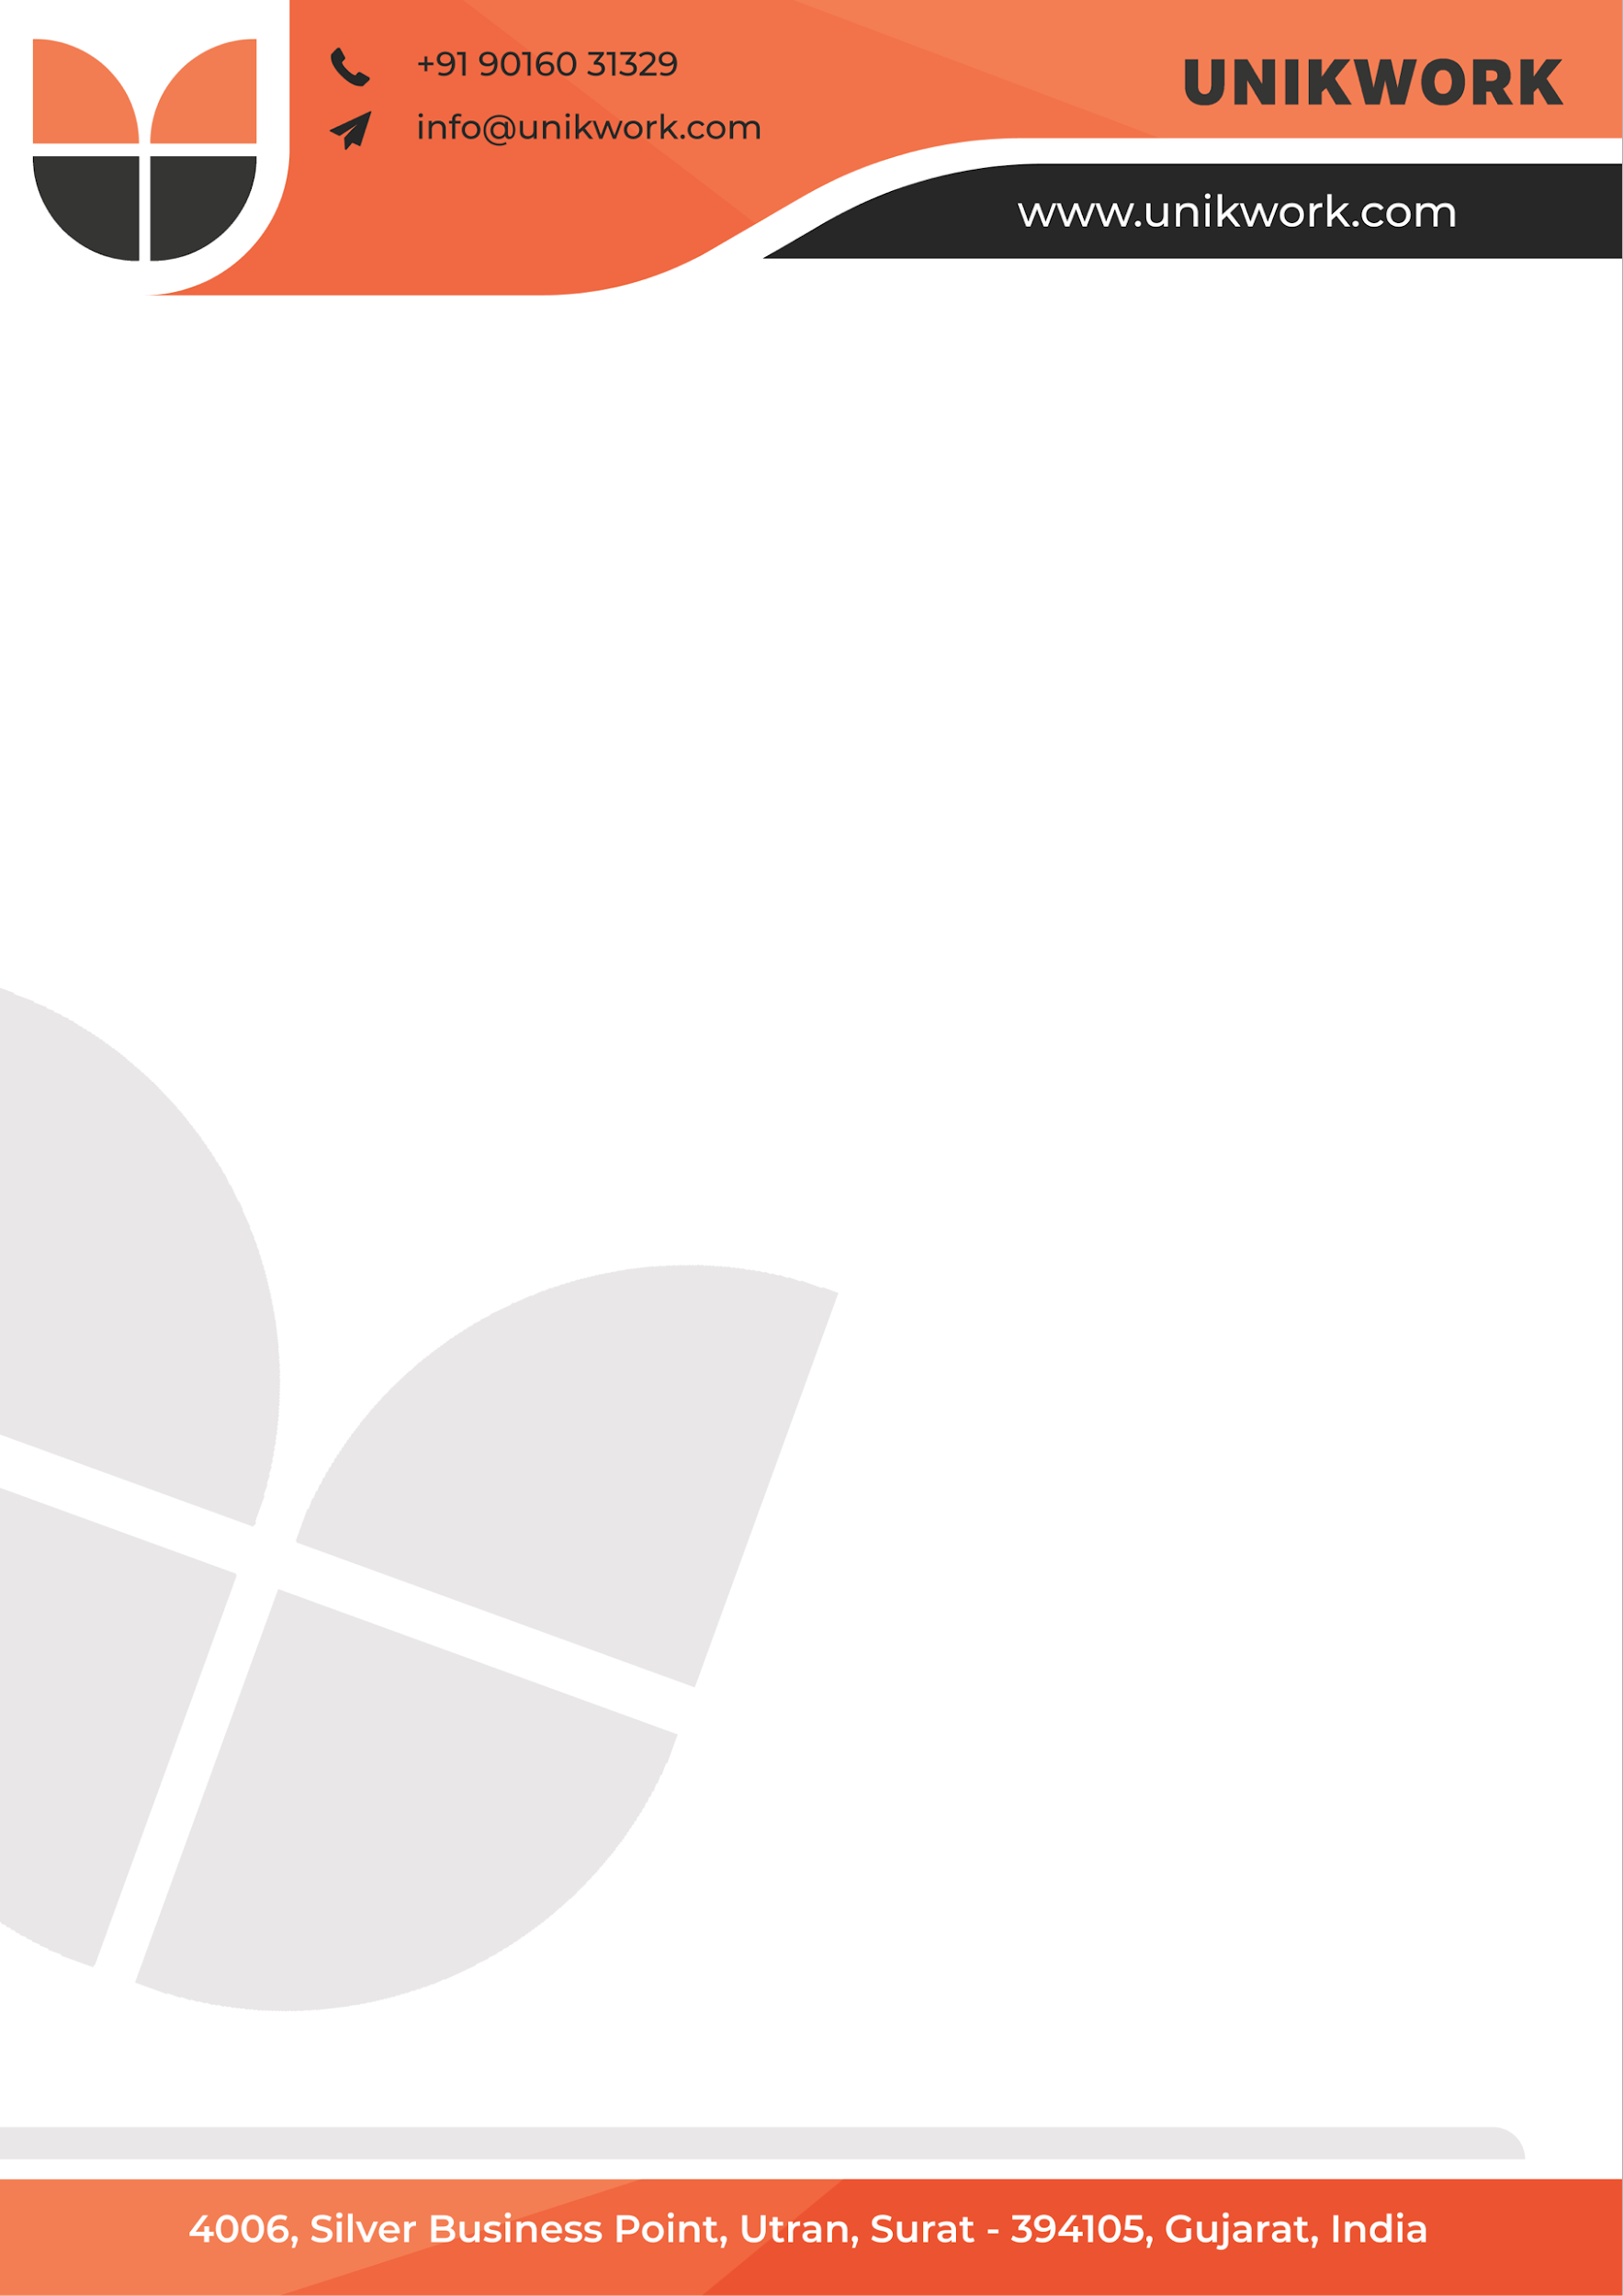 +91 90160 31329
info@unikwork.com
UNIKWORK
www.unikwork.com
4006, Silver Business Point, Utran, Surat - 394105, Gujarat, India